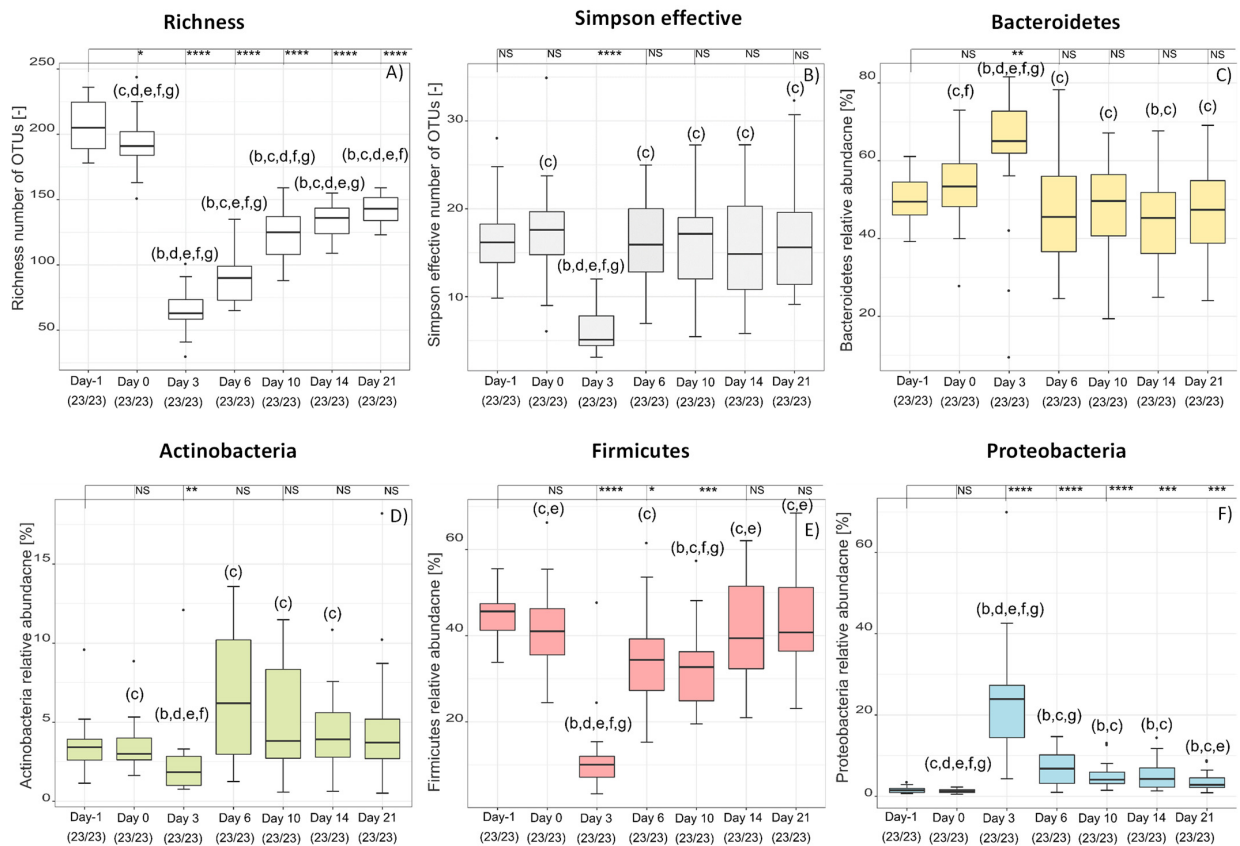 Richness
* **** **** **** **** ****
A)
Richness number of OTUs [-]
250
200
150
100
50
(c,d,e,f,g)
(b,d,e,f,g)
(b,c,e,f,g)
(b,c,d,f,g)
(b,c,d,e,g)
(b,c,d,e,f)
Day-1 Day 0 Day 3 Day 6 Day 10 Day 14 Day 21
(23/23) (23/23) (23/23) (23/23) (23/23) (23/23) (23/23)
Simpson effective
NS NS **** NS NS NS NS
B)
Simpson effective number of OTUs [-]
30
20
10
(c)
(b,d,e,f,g)
(c)
(c)
(c)
(c)
Day-1 Day 0 Day 3 Day 6 Day 10 Day 14 Day 21
(23/23) (23/23) (23/23) (23/23) (23/23) (23/23) (23/23)
Bacteroidetes
NS ** NS NS NS NS
C)
Bacteroidetes relative abundacne [%]
80
60
40
20
(c,f)
(b,d,e,f,g)
(c)
(c)
(b,c)
(c)
Day-1 Day 0 Day 3 Day 6 Day 10 Day 14 Day 21
(23/23) (23/23) (23/23) (23/23) (23/23) (23/23) (23/23)
Actinobacteria
NS ** NS NS NS NS
D)
Actinobacteria relative abundacne [%]
15
10
5
0
(c)
(b,d,e,f)
(c)
(c)
(c)
Day-1 Day 0 Day 3 Day 6 Day 10 Day 14 Day 21
(23/23) (23/23) (23/23) (23/23) (23/23) (23/23) (23/23)
Firmicutes
NS **** * *** NS NS
E)
Firmicutes relative abundacne [%]
60
40
20
(c,e)
(b,d,e,f,g)
(c)
(b,c,f,g)
(c,e)
(c,e)
Day-1 Day 0 Day 3 Day 6 Day 10 Day 14 Day 21
(23/23) (23/23) (23/23) (23/23) (23/23) (23/23) (23/23)
Proteobacteria
NS **** **** **** *** ***
F)
Proteobacteria relative abundacne [%]
80
60
40
20
0
(c,d,e,f,g)
(b,d,e,f,g)
(b,c,g)
(b,c)
(b,c)
(b,c,e)
Day-1 Day 0 Day 3 Day 6 Day 10 Day 14 Day 21
(23/23) (23/23) (23/23) (23/23) (23/23) (23/23) (23/23)